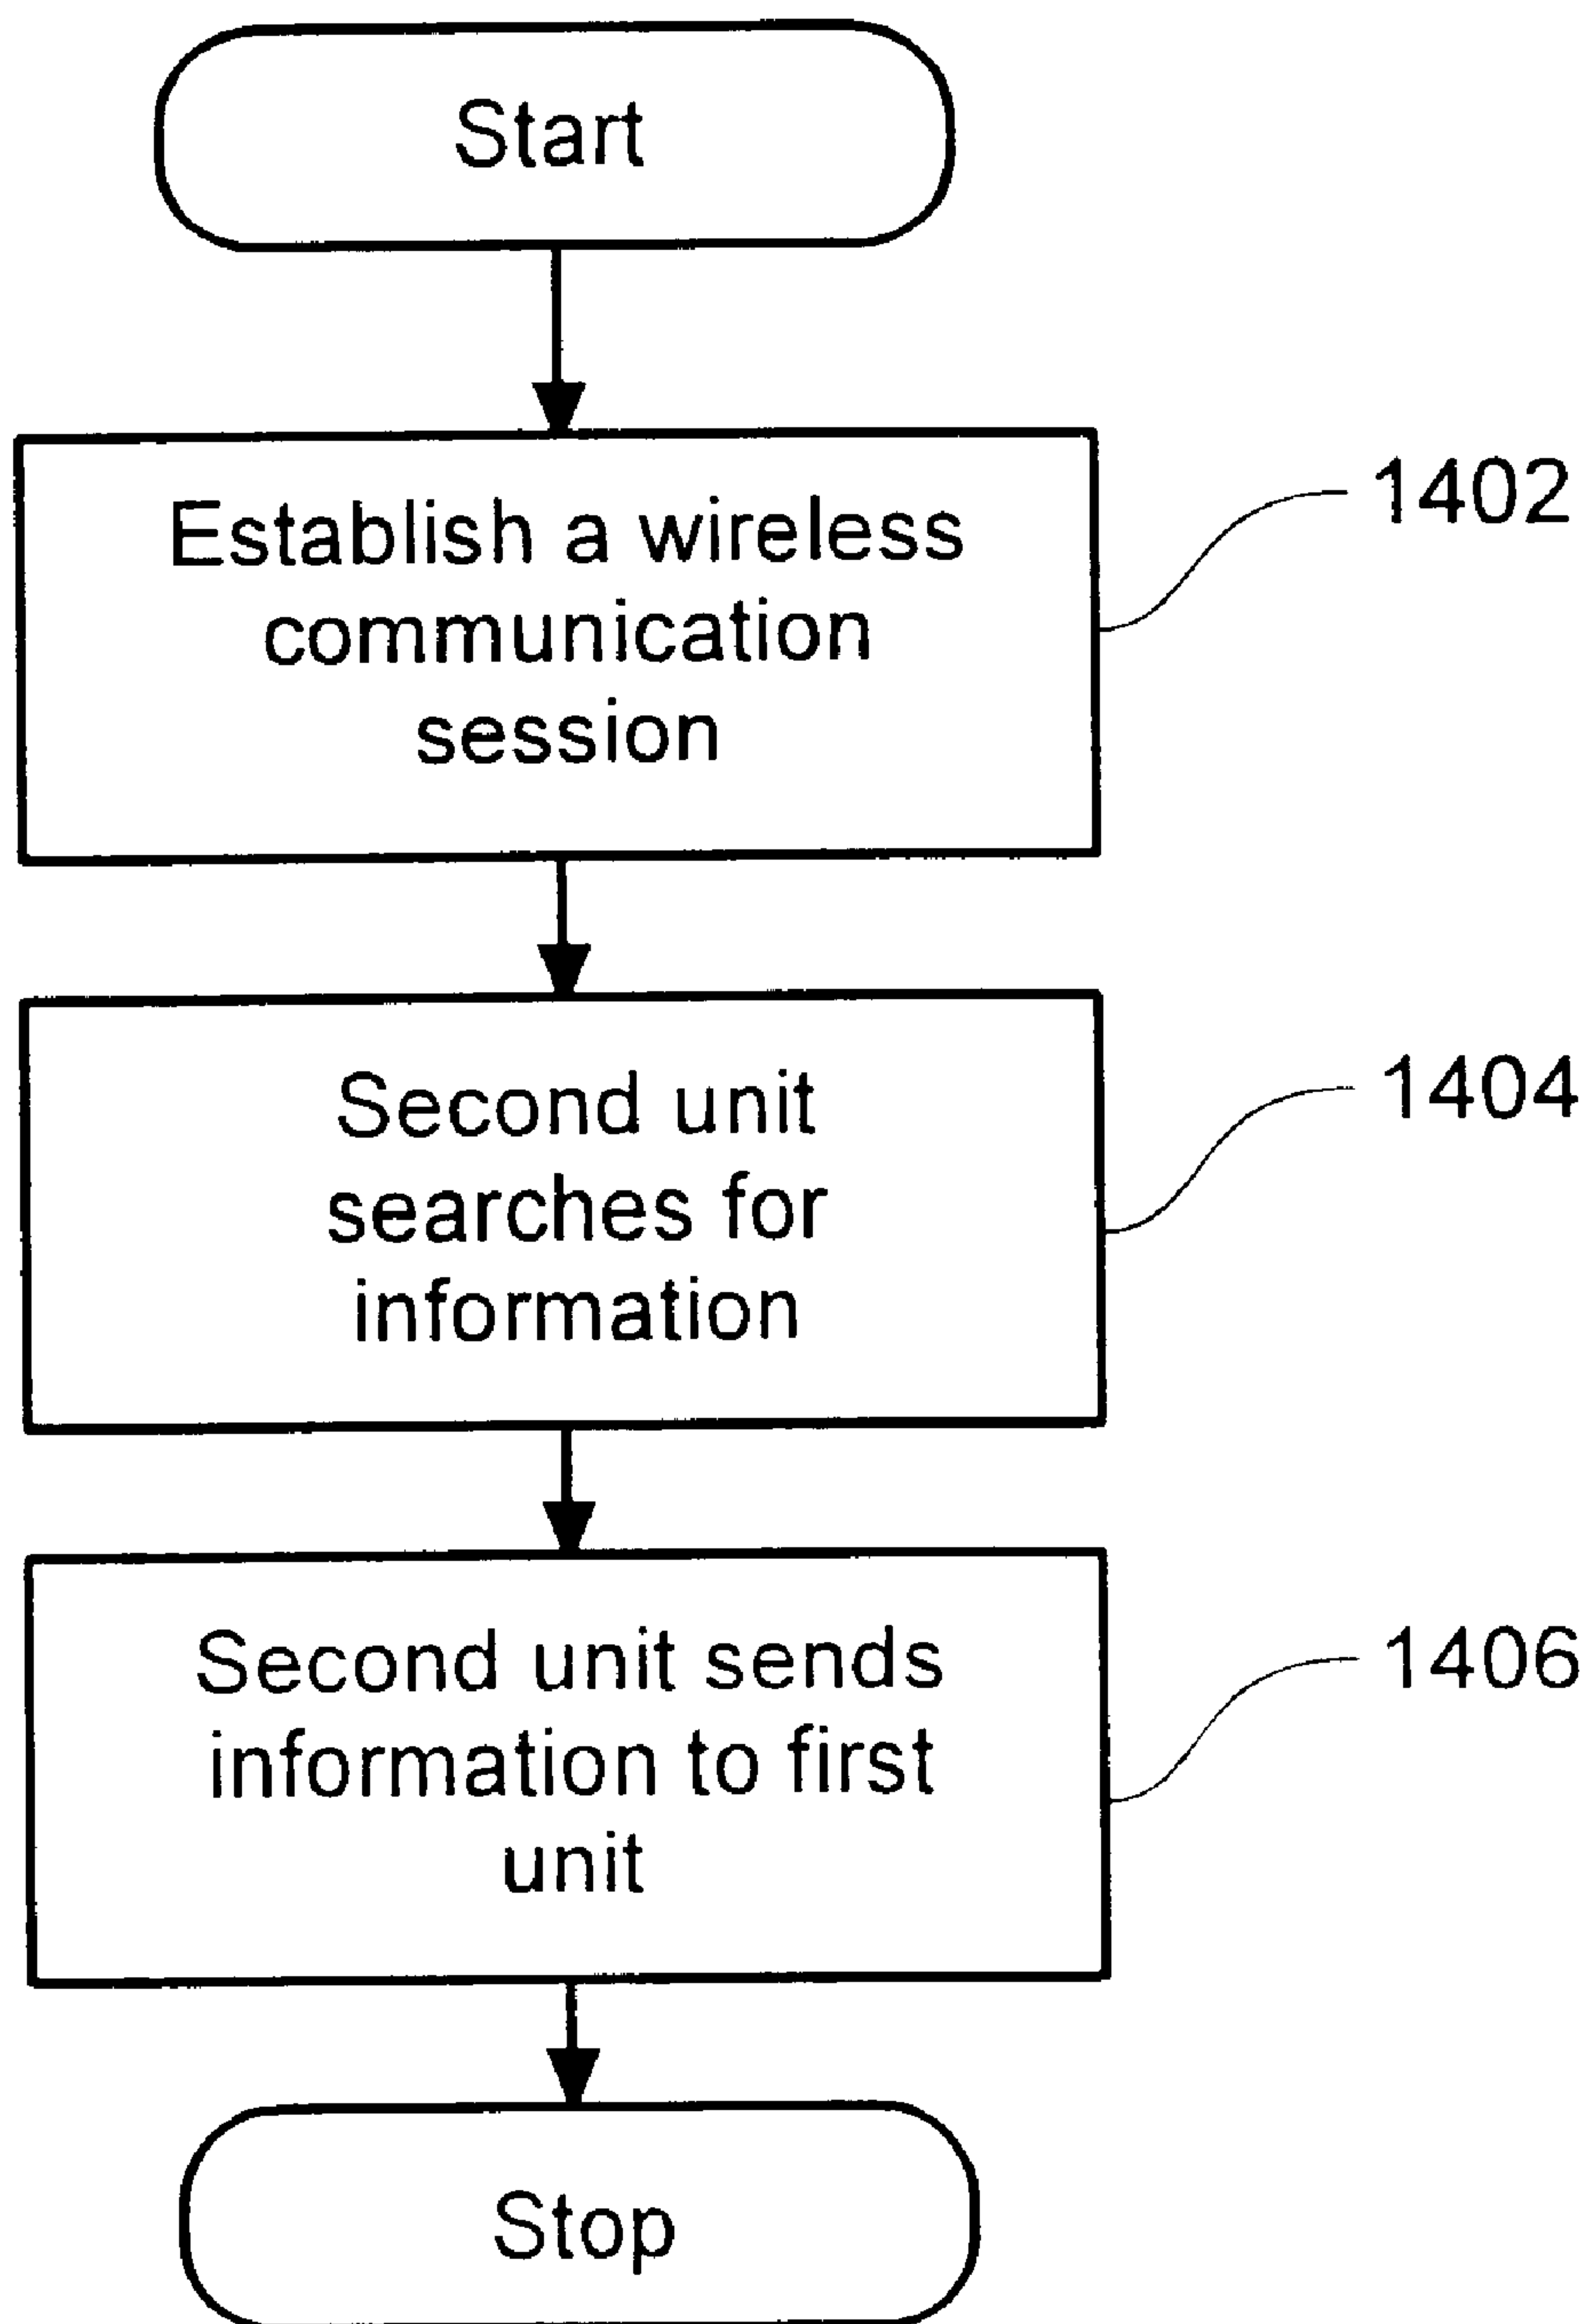 Start
Establish a wireless
communication
session
1402
Second unit
searches for
information
1404
Second unit sends
information to first
unit
1406
Stop